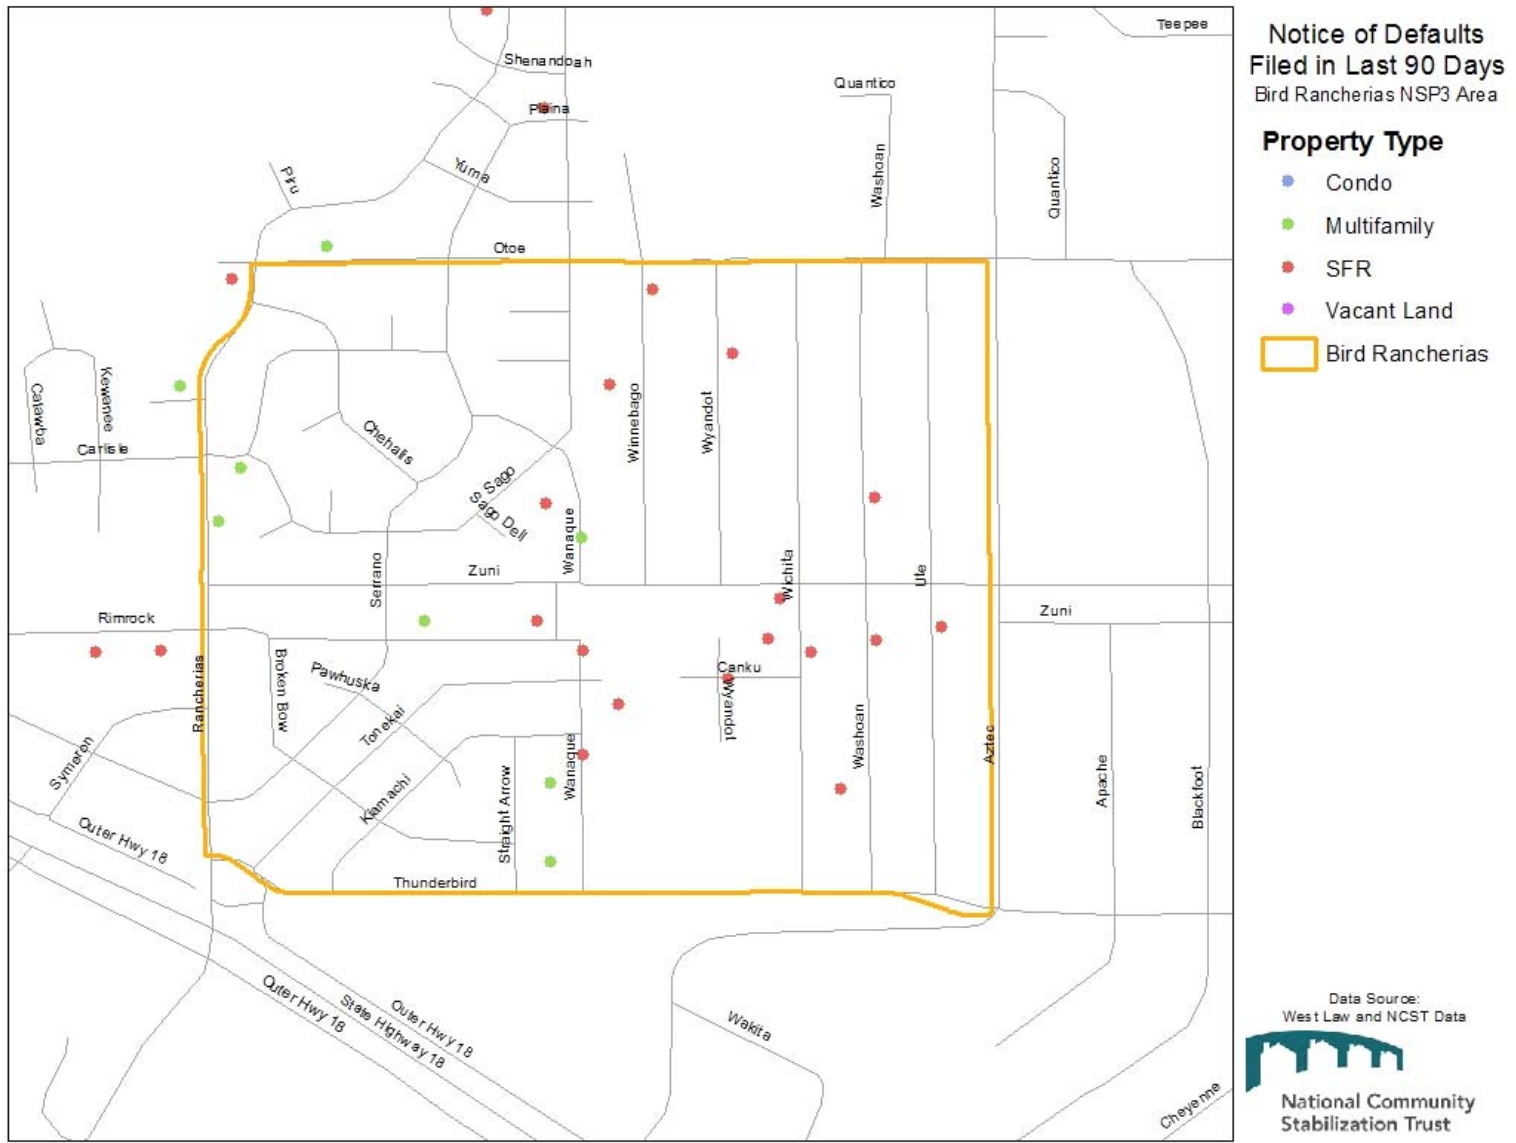 Teepee
Shenandoah
Quantico
Plaina
Yuma
Piru
Washoan
Quantico
Otoe
Catawba
Kewanee
Carlisle
Chehalis
Winnebago
Wyandot
Sago
Sago Dell
Wanaque
Serrano
Zuni
Wichita
Ute
Zuni
Rimrock
Rancherias
Broken Bow
Pawhuska
Canku
Wyandot
Tonekai
Washoan
Aztec
Symeron
Kiamachi
Straight Arrow
Wanaque
Apache
Blackfoot
Outer Hwy 18
Thunderbird
Outer Hwy 18
State Highway 18
Outer Hwy 18
Wakita
Cheyenne
Notice of Defaults
Filed in Last 90 Days
Bird Rancherias NSP3 Area
Property Type
Condo
Multifamily
SFR
Vacant Land
Bird Rancherias
Data Source:
West Law and NCST Data
National Community
Stabilization Trust